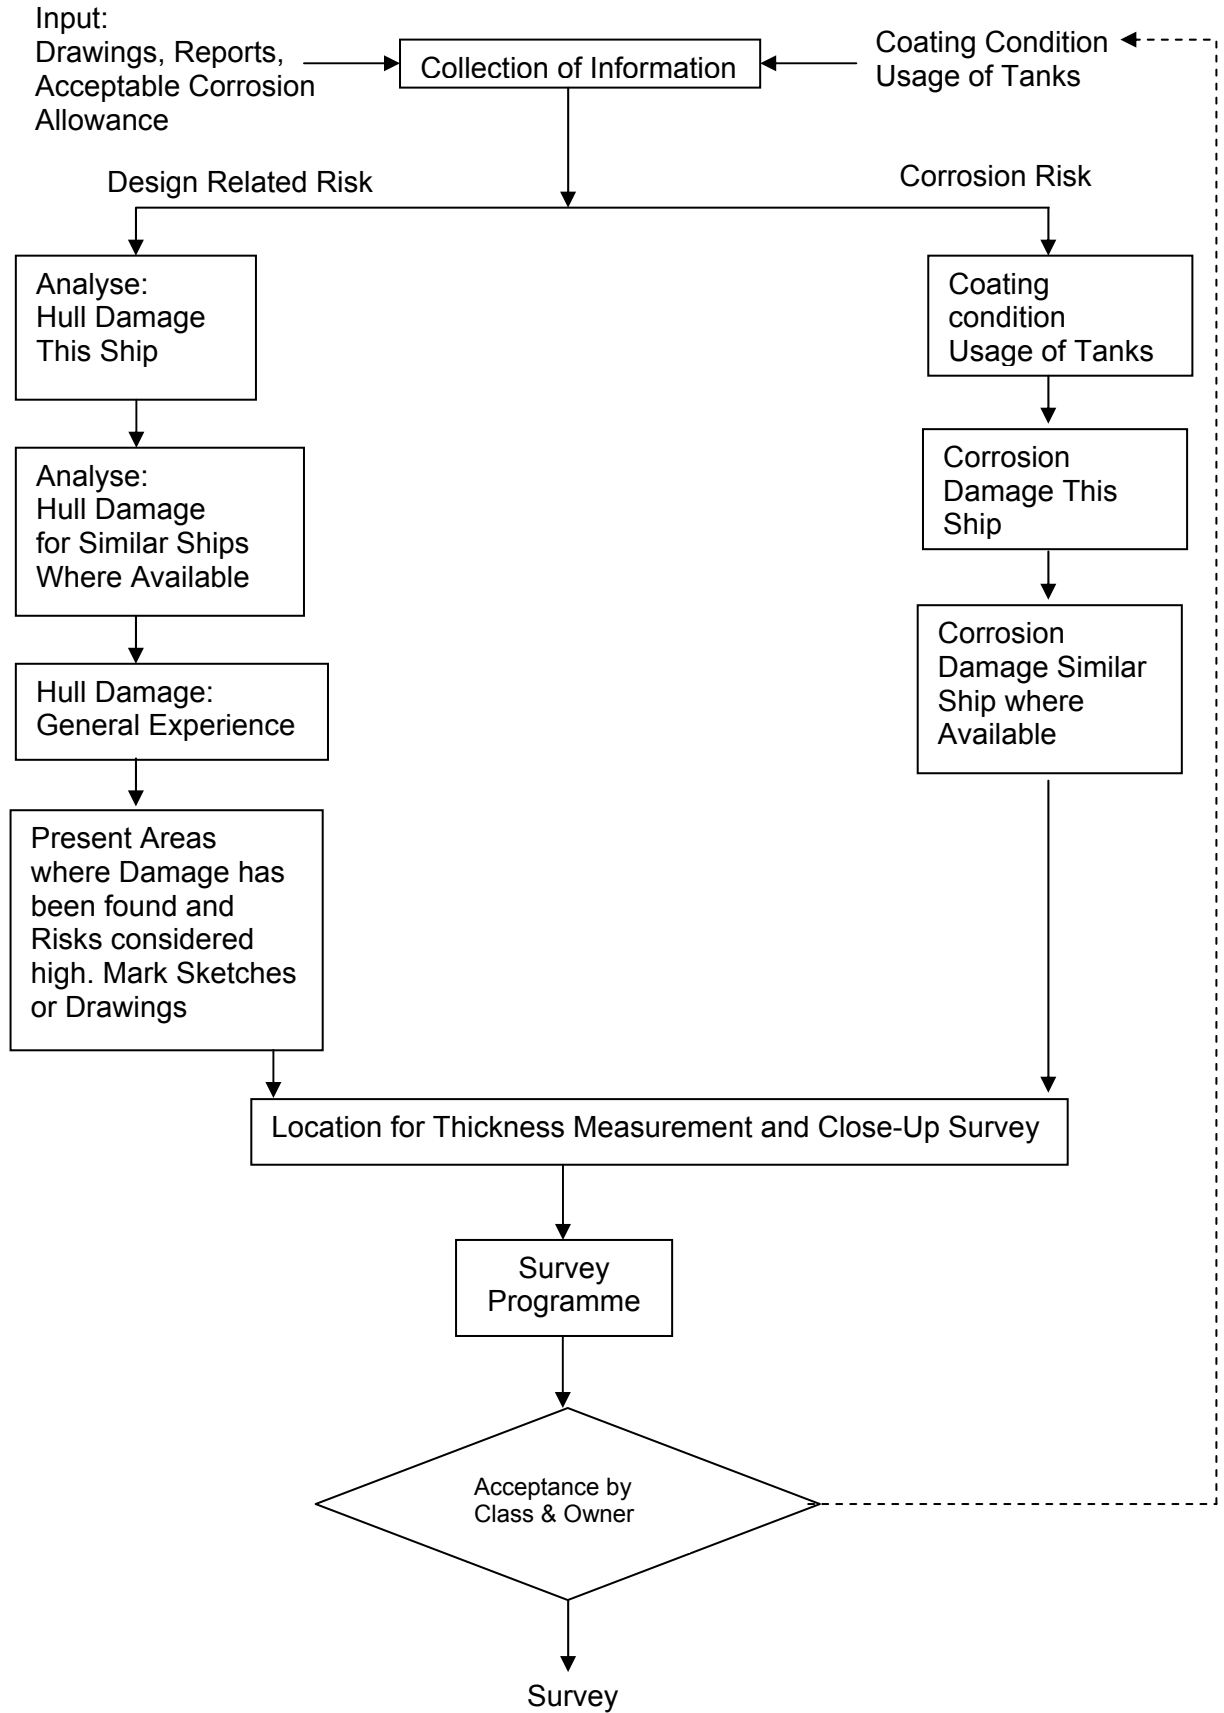 Input:
Drawings, Reports,
Acceptable Corrosion
Allowance
Collection of Information
Coating Condition
Usage of Tanks
Design Related Risk
Corrosion Risk
Analyse:
Hull Damage
This Ship
Analyse:
Hull Damage
for Similar Ships
Where Available
Hull Damage:
General Experience
Present Areas
where Damage has
been found and
Risks considered
high. Mark Sketches
or Drawings
Coating
condition
Usage of Tanks
Corrosion
Damage This
Ship
Corrosion
Damage Similar
Ship where
Available
Location for Thickness Measurement and Close-Up Survey
Survey
Programme
Acceptance by
Class & Owner
Survey